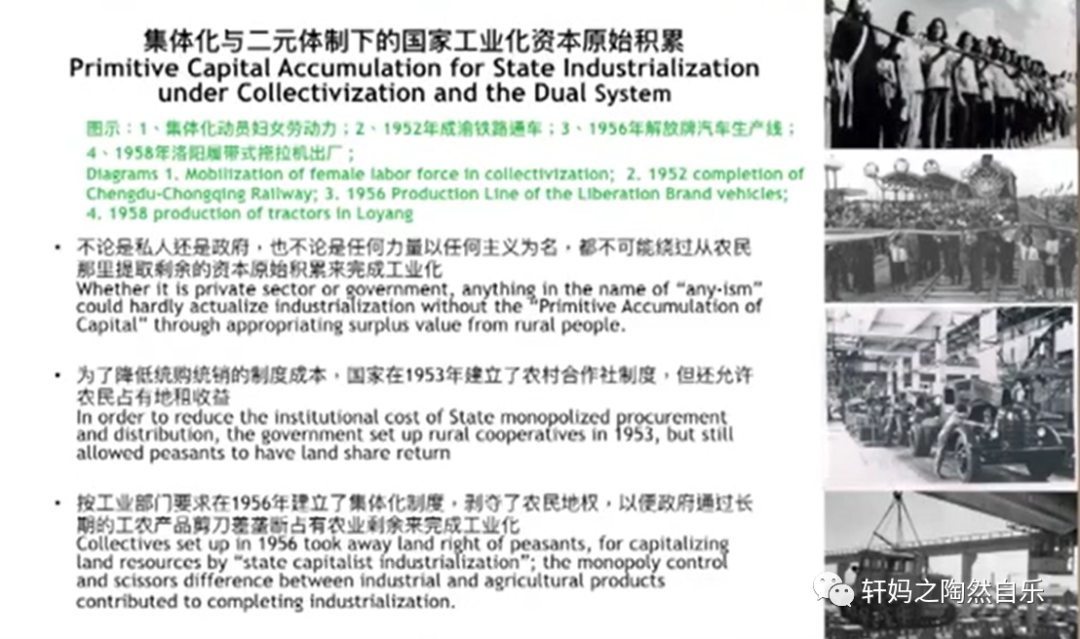 集体化与二元体制下的国家工业化资本原始积累
Primitive Capital Accumulation for State Industrialization
under Collectivization and the Dual System
图示：1、集体化动员妇女劳动力；2、1952年成渝铁路通车；3、1956年解放牌汽车生产线；
4、1958年洛阳履带式拖拉机出厂；
Diagrams 1. Mobilization of female labor force in collectivization;  2. 1952 completion of
Chengdu-Chongqing Railway; 3. 1956 Production Line of the Liberation Brand vehicles;
4. 1958 production of tractors in Loyang
• 不论是私人还是政府，也不论是任何力量以任何主义为名，都不可能绕过从农民
那里提取剩余的资本原始积累来完成工业化
Whether it is private sector or government, anything in the name of “any-ism”
could hardly actualize industrialization without the “Primitive Accumulation of
Capital” through appropriating surplus value from rural people.
• 为了降低统购统销的制度成本，国家在1953年建立了农村合作社制度，但还允许
农民占有地租收益
In order to reduce the institutional cost of State monopolized procurement
and distribution, the government set up rural cooperatives in 1953, but still
allowed peasants to have land share return
• 按工业部门要求在1956年建立了集体化制度，剥夺了农民地权，以便政府通过长
期的工农产品剪刀差垄断占有农业剩余来完成工业化
Collectives set up in 1956 took away land right of peasants, for capitalizing
land resources by “state capitalist industrialization”; the monopoly control
and scissors difference between industrial and agricultural products
contributed to completing industrialization.
轩妈之陶然自乐